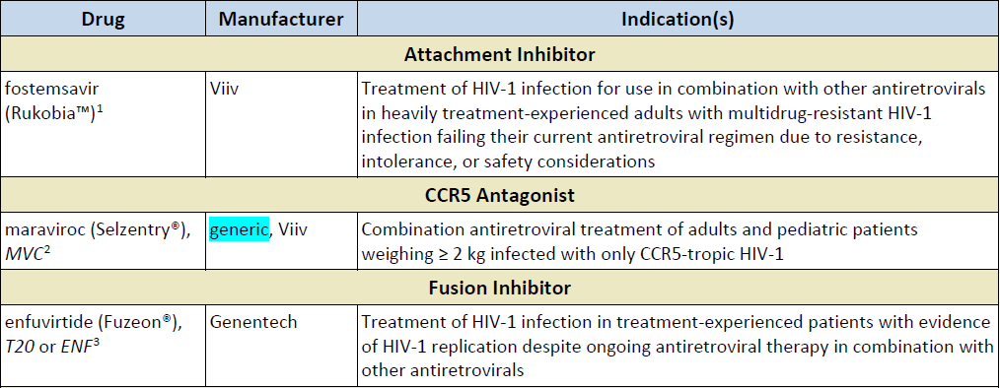 Drug Manufacturer Indication(s)
Attachment Inhibitor
fostemsavir Viiv Treatment of HIV-1 infection for use in combination with other antiretrovirals
(Rukobia™)1 in heavily treatment-experienced adults with multidrug-resistant HIV-1
infection failing their current antiretroviral regimen due to resistance,
intolerance, or safety considerations
CCR5 Antagonist
maraviroc (Selzentry®), generic, Viiv Combination antiretroviral treatment of adults and pediatric patients
MVC2 weighing ≥ 2 kg infected with only CCR5-tropic HIV-1
Fusion Inhibitor
enfuvirtide (Fuzeon®), Genentech Treatment of HIV-1 infection in treatment-experienced patients with evidence
T20 or ENF3 of HIV-1 replication despite ongoing antiretroviral therapy in combination with
other antiretrovirals